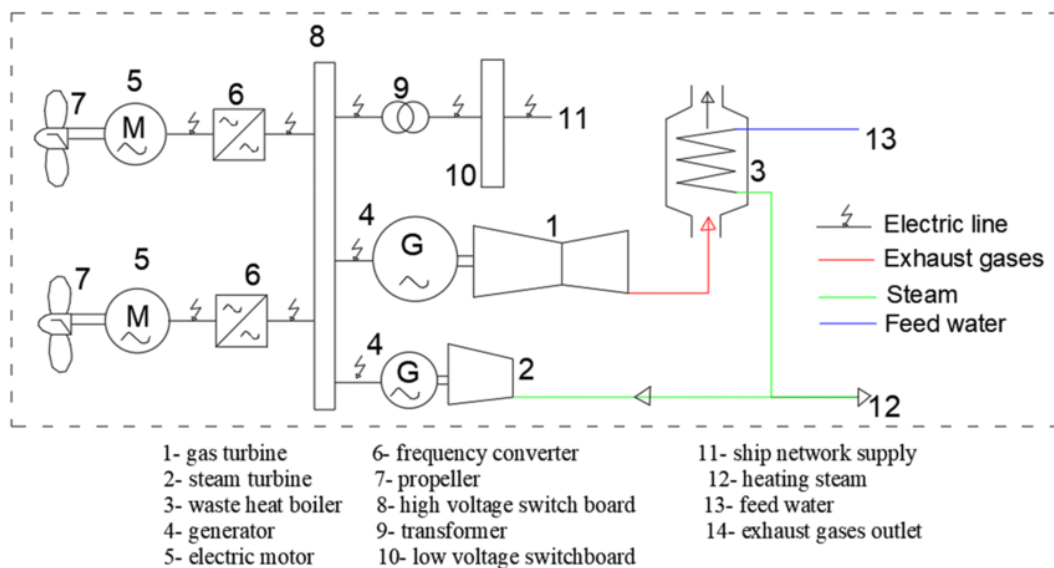 8
5
6
9
7
M
11
13
10
3
4
1
Electric line
G
Exhaust gases
5
6
Steam
7
M
Feed water
4
G
2
12
1- gas turbine
6- frequency converter
11- ship network supply
2- steam turbine
7- propeller
12- heating steam
3- waste heat boiler
8- high voltage switch board
13- feed water
4- generator
9- transformer
14- exhaust gases outlet
5- electric motor
10- low voltage switchboard